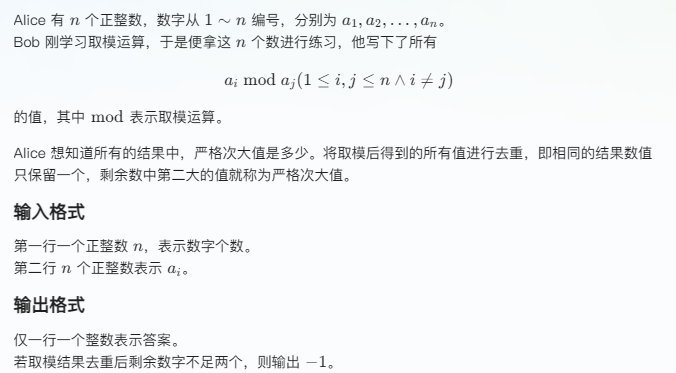 Alice 有 n 个正整数，数字从 1 ∼ n 编号，分别为 a₁, a₂, . . . , aₙ。
Bob 刚学习取模运算，于是便拿这 n 个数进行练习，他写下了所有
aᵢ mod aⱼ(1 ≤ i, j ≤ n ∧ i ≠ j)
的值，其中 mod 表示取模运算。
Alice 想知道所有的结果中，严格次大值是多少。将取模后得到的所有值进行去重，即相同的结果数值
只保留一个，剩余数中第二大的值就称为严格次大值。
输入格式
第一行一个正整数 n，表示数字个数。
第二行 n 个正整数表示 aᵢ。
输出格式
仅一行一个整数表示答案。
若取模结果去重后剩余数字不足两个，则输出 −1。